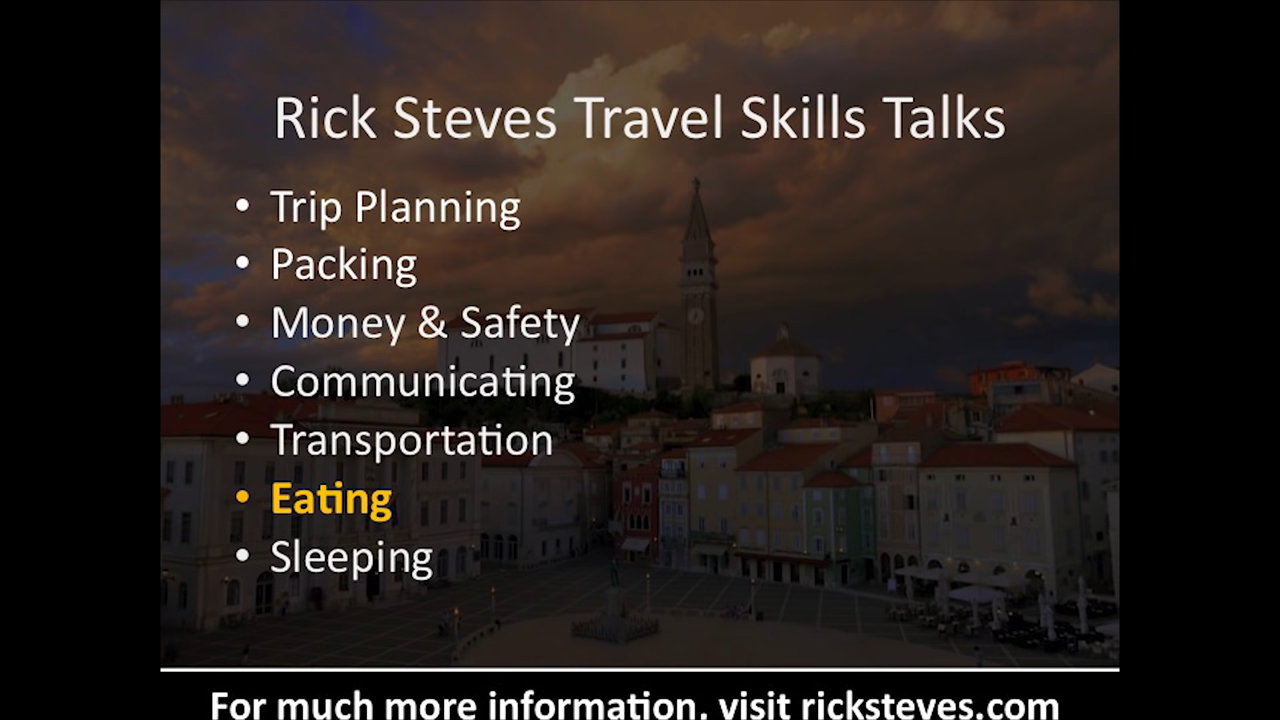 Rick Steves Travel Skills Talks
• Trip Planning
• Packing
• Money & Safety
• Communicating
• Transportation
• Eating
• Sleeping
For much more information, visit ricksteves.com